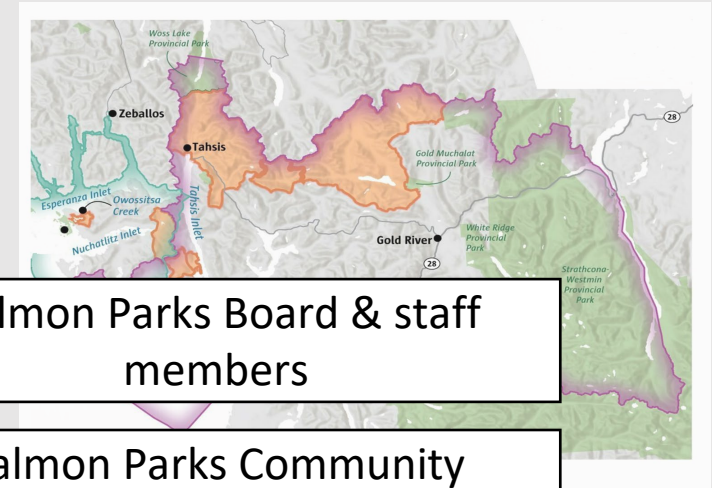 Woss Lake
Provincial Park
Zeballos
28
Tahsis
Gold Muchalat
Provincial Park
Esperanza Inlet
Owossitsa
Creek
Tahsis Inlet
Nuchatlitz Inlet
Gold River
White Ridge
Provincial
Park
28
Strathcona-
Westmin
Provincial
Park
lmon Parks Board & staff
members
almon Parks Community